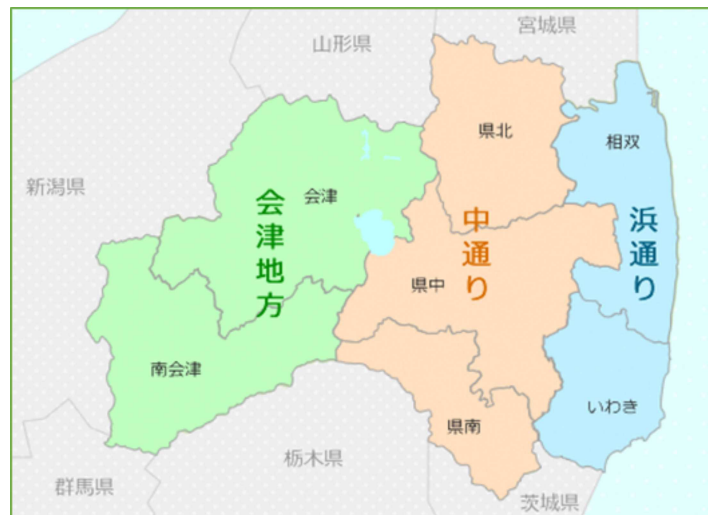 宮城県
山形県
県北
相双
新潟県
会津
会津地方
中通り
浜通り
県中
南会津
いわき
県南
栃木県
群馬県
茨城県